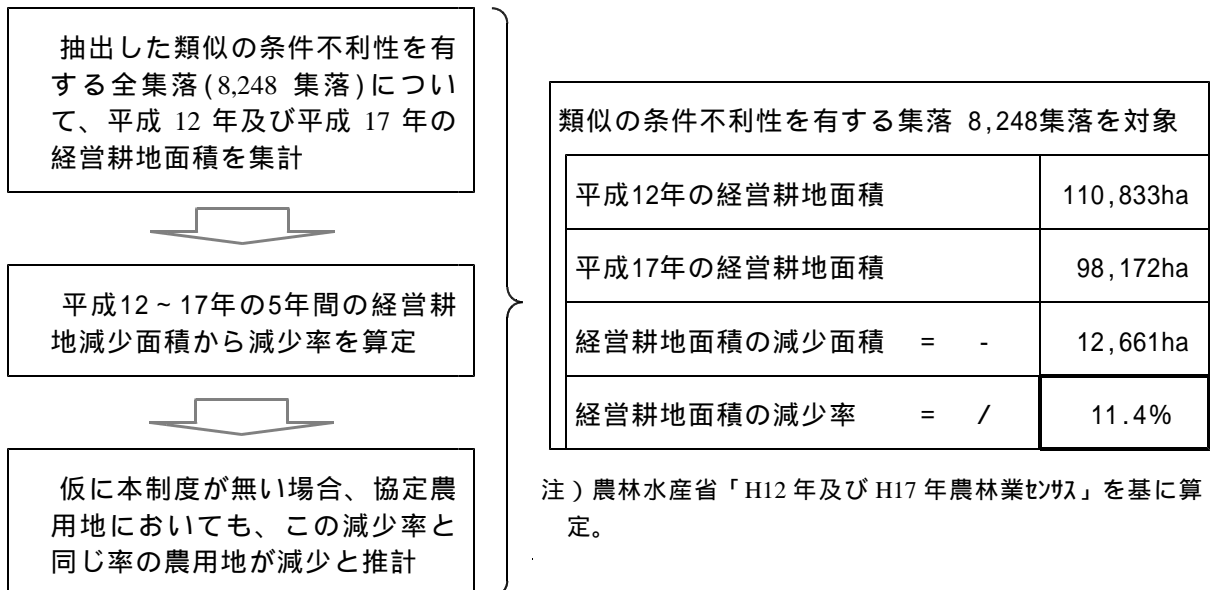 抽出した類似の条件不利性を有
する全集落(8,248 集落)につい
て、平成 12 年及び平成 17 年の
経営耕地面積を集計
平成12～17年の5年間の経営耕
地減少面積から減少率を算定
仮に本制度が無い場合、協定農
用地においても、この減少率と
同じ率の農用地が減少と推計
類似の条件不利性を有する集落 8,248集落を対象
平成12年の経営耕地面積 110,833ha
平成17年の経営耕地面積 98,172ha
経営耕地面積の減少面積 = - 12,661ha
経営耕地面積の減少率 = / 11.4%
注）農林水産省「H12 年及び H17 年農林業ｾﾝｻｽ」を基に算
定。